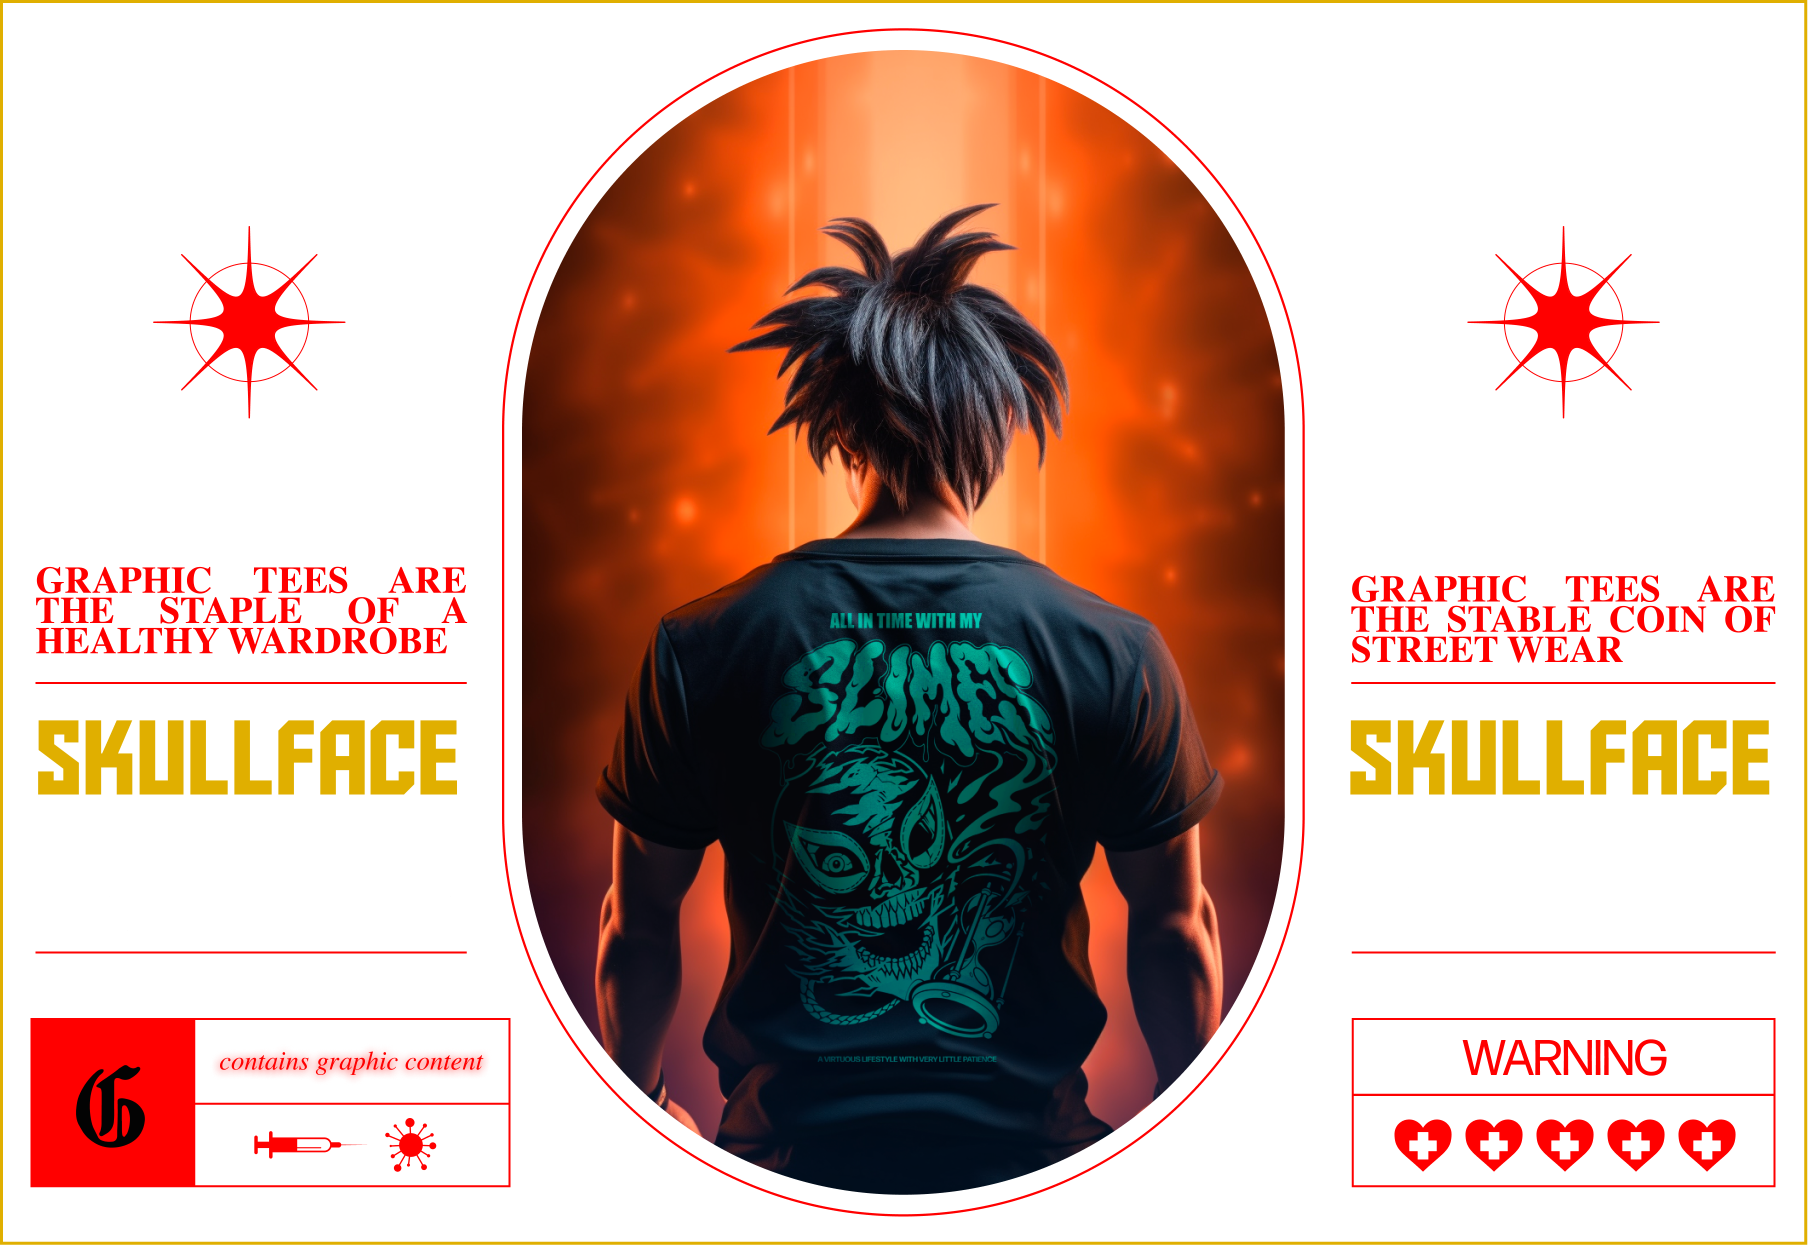 GRAPHIC TEES ARE
THE STAPLE OF A
HEALTHY WARDROBE
SKULLFACE
G
contains graphic content
ALL IN TIME WITH MY
SLIMES
A VIRTUOUS LIFESTYLE WITH VERY LITTLE PATIENCE
GRAPHIC TEES ARE
THE STABLE COIN OF
STREET WEAR
SKULLFACE
WARNING